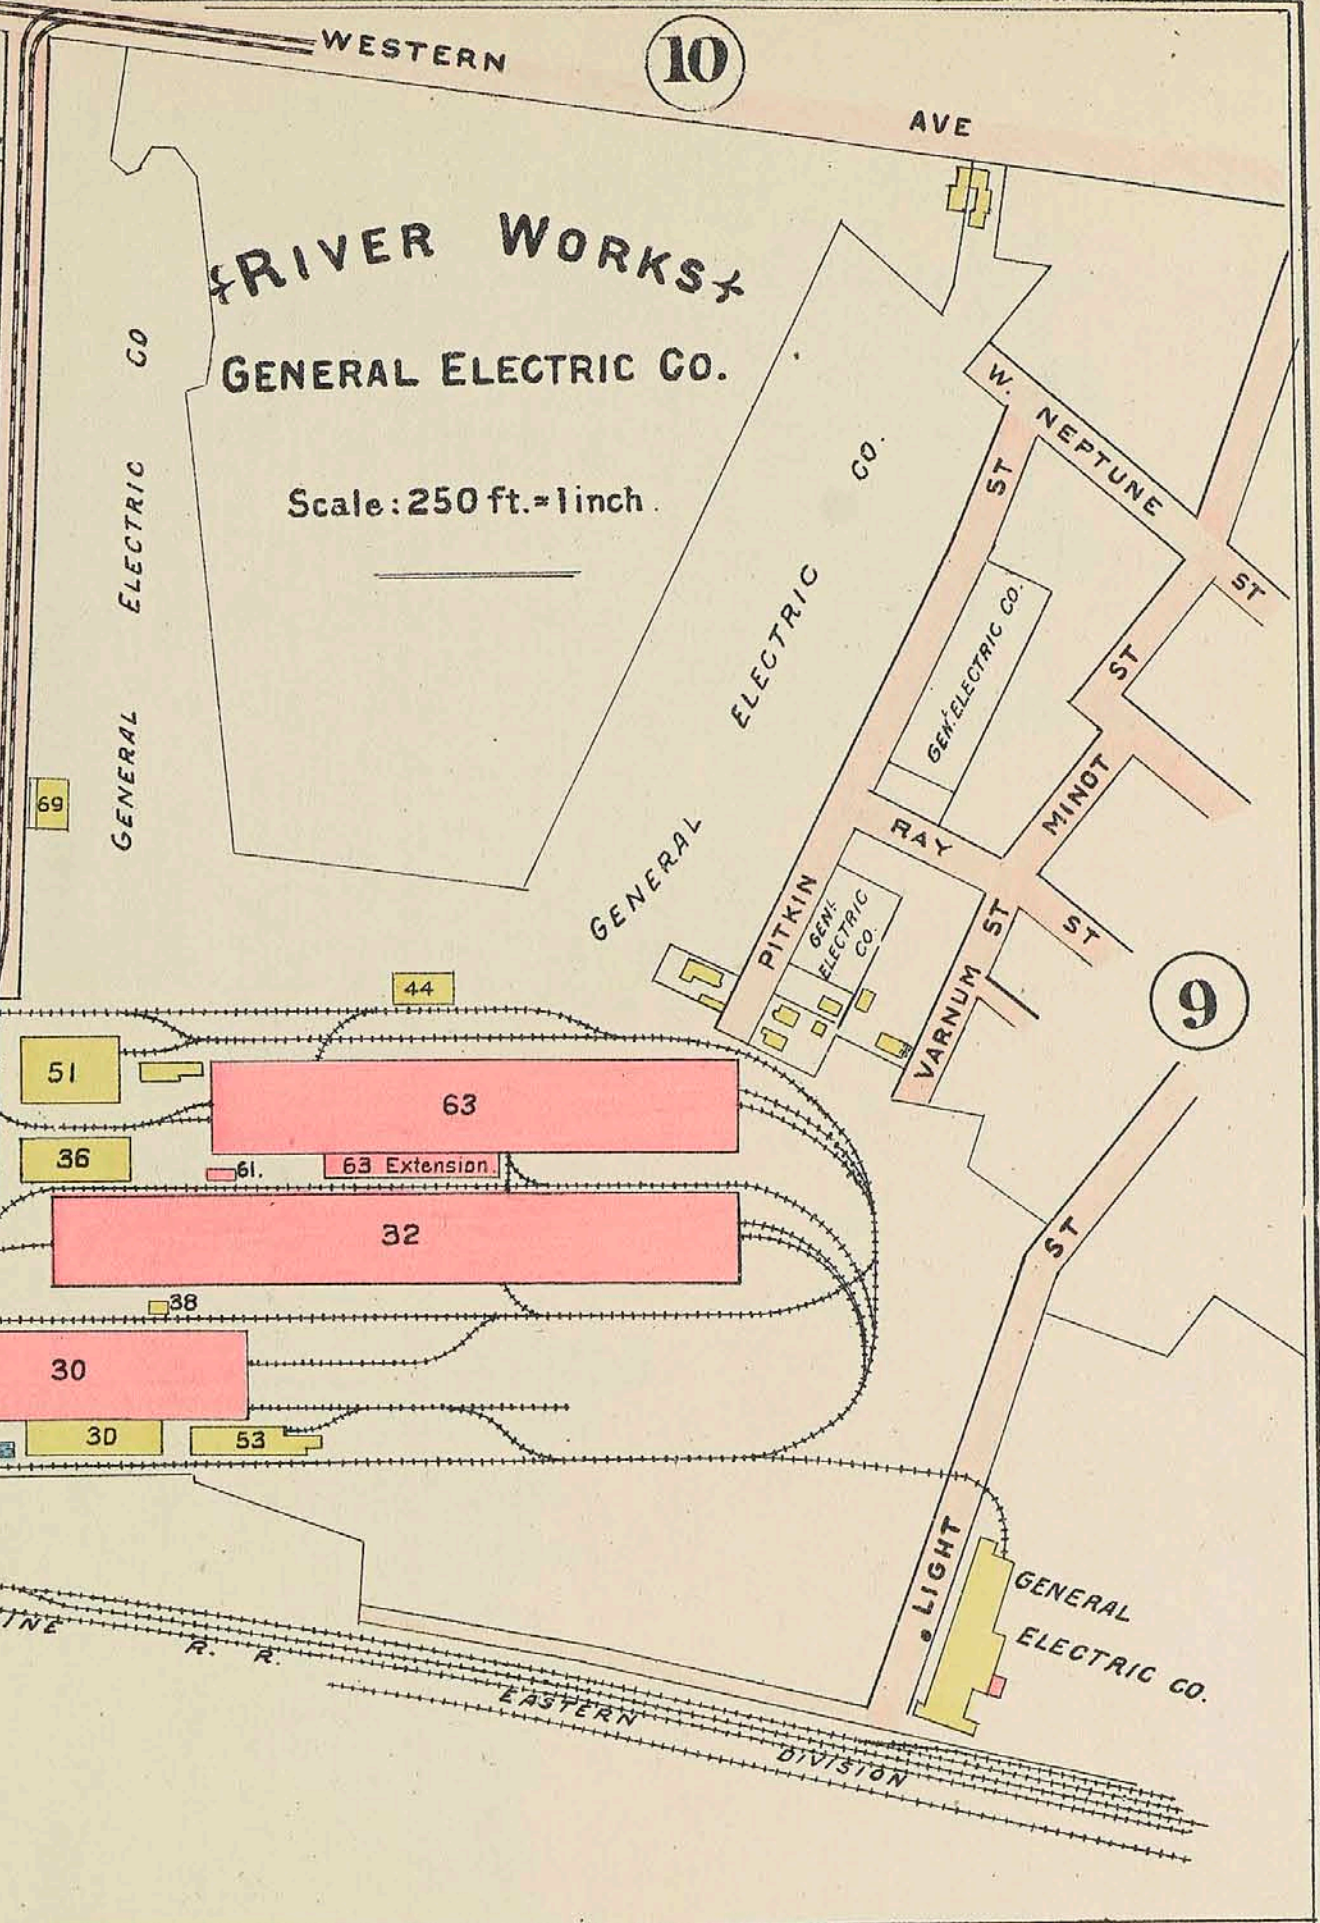 WESTERN AVE
10
RIVER WORKS
GENERAL ELECTRIC CO.
Scale: 250 ft. = 1 inch.
GENERAL ELECTRIC CO
GENERAL ELECTRIC CO.
W. NEPTUNE ST
PITKIN ST
GEN'L ELECTRIC CO.
MINOT ST
RAY ST
GEN'L
ELECTRIC
CO.
VARNUM ST
9
69
44
51
63
36
61.
63 Extension.
32
38
30
30
53
LIGHT ST
GENERAL
ELECTRIC CO.
INE R. R.
EASTERN DIVISION